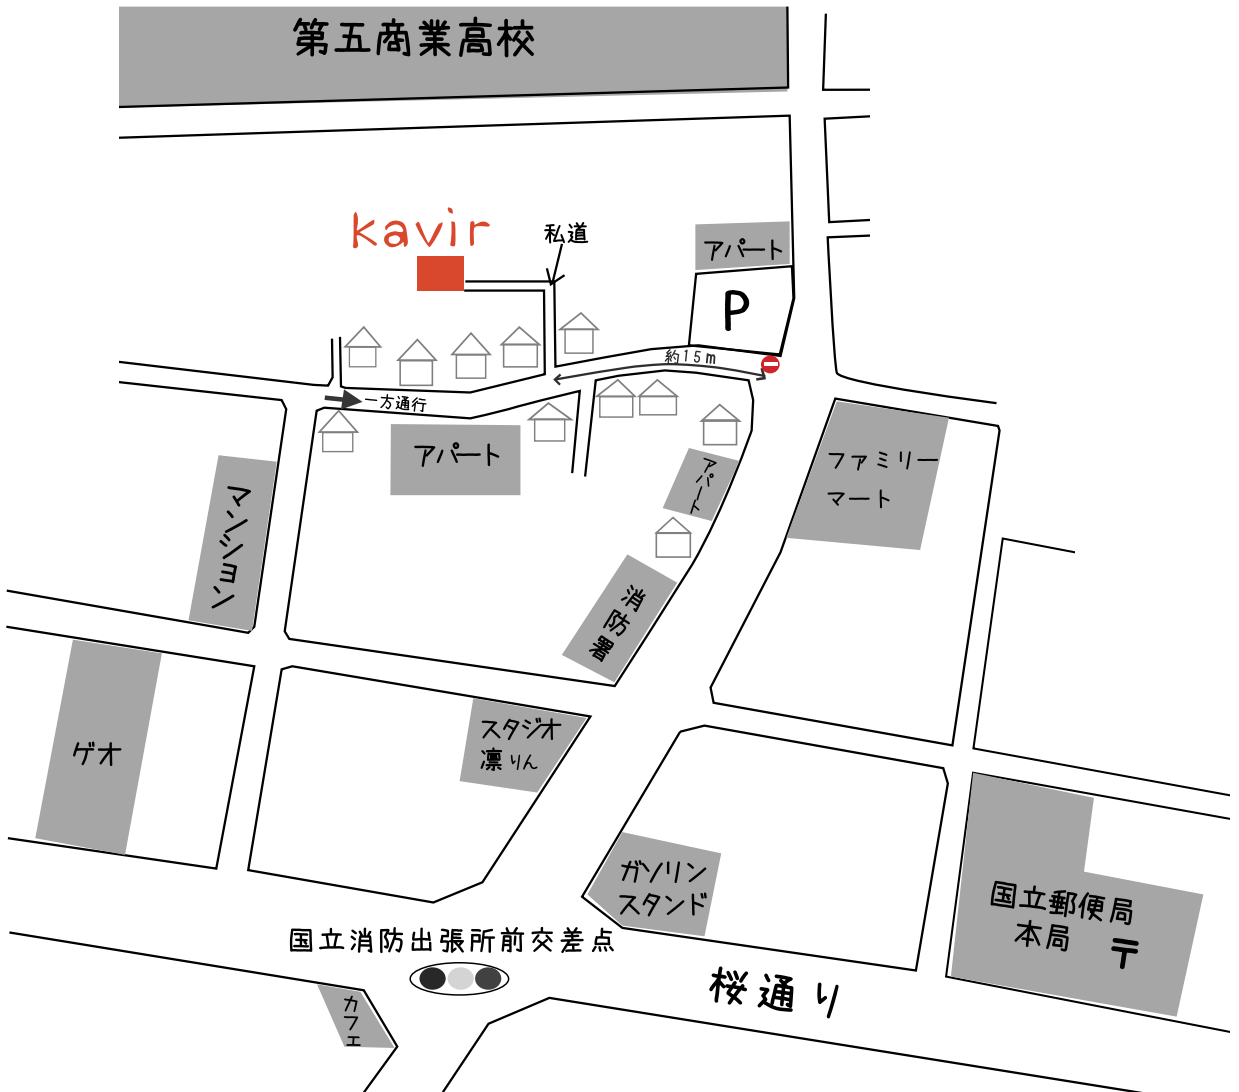 第五商業高校
kavir
私道
アパート
P
約15m
一方通行
アパート
ファミリー
マート
アパート
マンション
消防署
スタジオ
凛りん
ゲオ
ガソリン
スタンド
国立郵便局
本局
〒
国立消防出張所前交差点
桜通り
カフェ